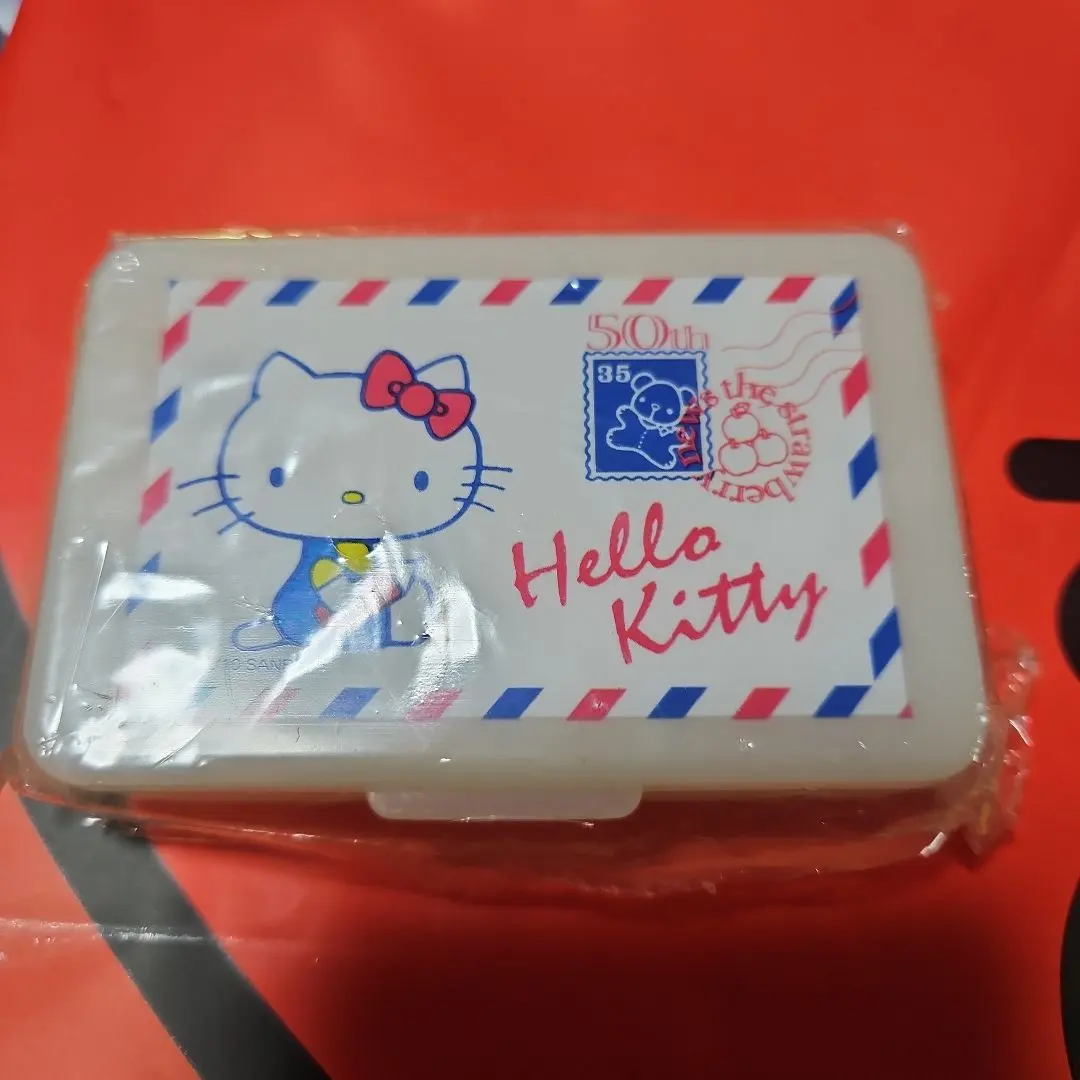 50th
35
news the strawberry
Hello
Kitty